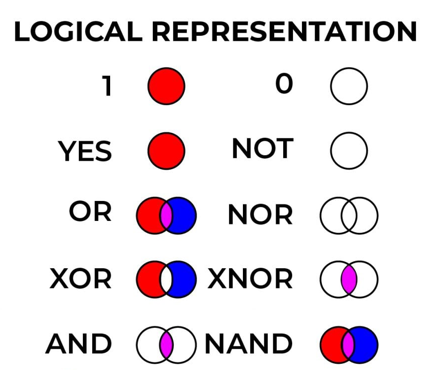 LOGICAL REPRESENTATION
1 0
YES NOT
OR NOR
XOR XNOR
AND NAND